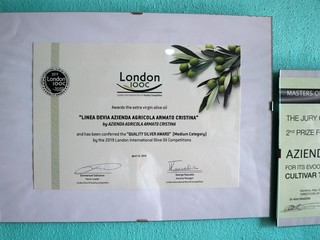 London
IOOC
Awards the extra virgin olive oil
"LINEA DEVIA AZIENDA AGRICOLA ARMATO CRISTINA"
by AZIENDA AGRICOLA ARMATO CRISTINA
and has been conferred the "QUALITY SILVER AWARD" [Medium Category]
by the 2019 London International Olive Oil Competitions
MASTERS O
THE JURY
2ND PRIZE F
AZIEND
FOR ITS EVOO
CULTIVAR T